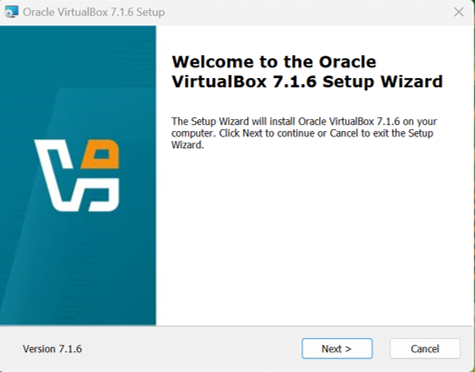 Oracle VirtualBox 7.1.6 Setup
Welcome to the Oracle
VirtualBox 7.1.6 Setup Wizard
The Setup Wizard will install Oracle VirtualBox 7.1.6 on your
computer. Click Next to continue or Cancel to exit the Setup
Wizard.
Version 7.1.6
Next >
Cancel